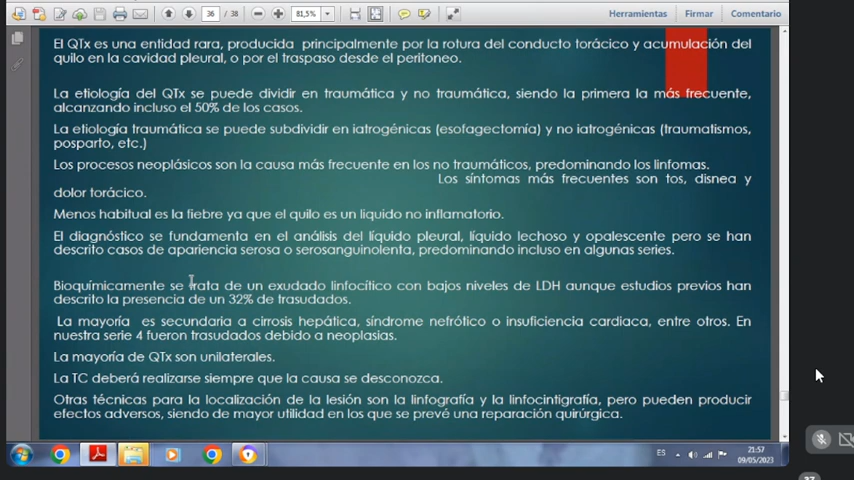 36 / 38
81,5%
Herramientas
Firmar
Comentario
El QTx es una entidad rara, producida principalmente por la rotura del conducto torácico y acumulación del
quilo en la cavidad pleural, o por el traspaso desde el peritoneo.
La etiología del QTx se puede dividir en traumática y no traumática, siendo la primera la más frecuente,
alcanzando incluso el 50% de los casos.
La etiología traumática se puede subdividir en iatrogénicas (esofagectomía) y no iatrogénicas (traumatismos,
posparto, etc.)
Los procesos neoplásicos son la causa más frecuente en los no traumáticos, predominando los linfomas.
Los síntomas más frecuentes son tos, disnea y
dolor torácico.
Menos habitual es la fiebre ya que el quilo es un liquido no inflamatorio.
El diagnóstico se fundamenta en el análisis del líquido pleural, líquido lechoso y opalescente pero se han
descrito casos de apariencia serosa o serosanguinolenta, predominando incluso en algunas series.
Bioquímicamente se trata de un exudado linfocítico con bajos niveles de LDH aunque estudios previos han
descrito la presencia de un 32% de trasudados.
La mayoría es secundaria a cirrosis hepática, síndrome nefrótico o insuficiencia cardiaca, entre otros. En
nuestra serie 4 fueron trasudados debido a neoplasias.
La mayoría de QTx son unilaterales.
La TC deberá realizarse siempre que la causa se desconozca.
Otras técnicas para la localización de la lesión son la linfografía y la linfocintigrafía, pero pueden producir
efectos adversos, siendo de mayor utilidad en los que se prevé una reparación quirúrgica.
ES
21:57
09/05/2023